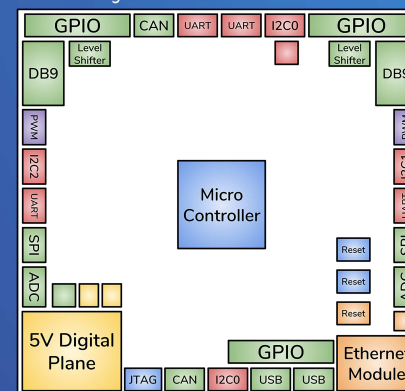 GPIO CAN UART UART I2C0 GPIO
Level Shifter
Level Shifter
DB9
DB9
PWM
I2C2
UART
SPI
ADC
Micro
Controller
Reset
Reset
Reset
5V Digital
Plane
GPIO
JTAG CAN I2C0 USB USB
Ethernet
Module